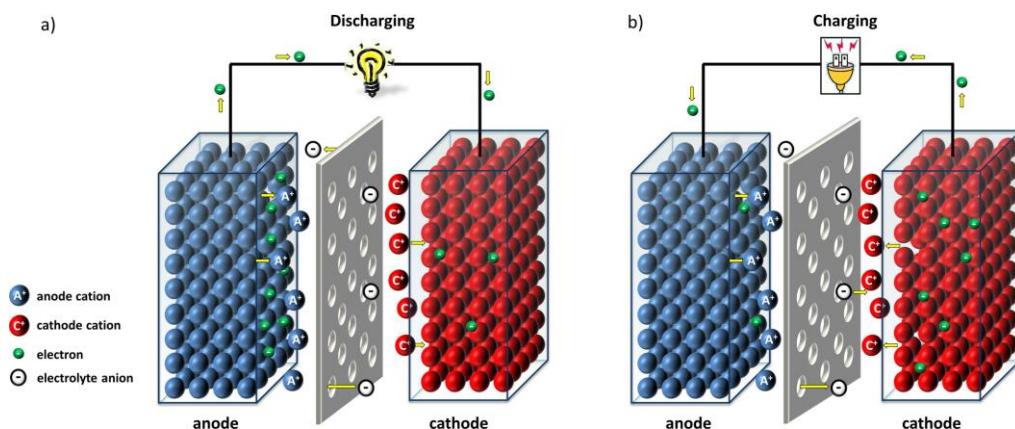 a)
Discharging
b)
Charging
A⁺ anode cation
C⁺ cathode cation
- electron
- electrolyte anion
A⁺
A⁺
A⁺
A⁺
A⁺
A⁺
-
-
-
-
C⁺
C⁺
C⁺
C⁺
C⁺
C⁺
A⁺
A⁺
A⁺
A⁺
A⁺
A⁺
-
-
-
-
C⁺
C⁺
C⁺
C⁺
C⁺
C⁺
anode
cathode
anode
cathode